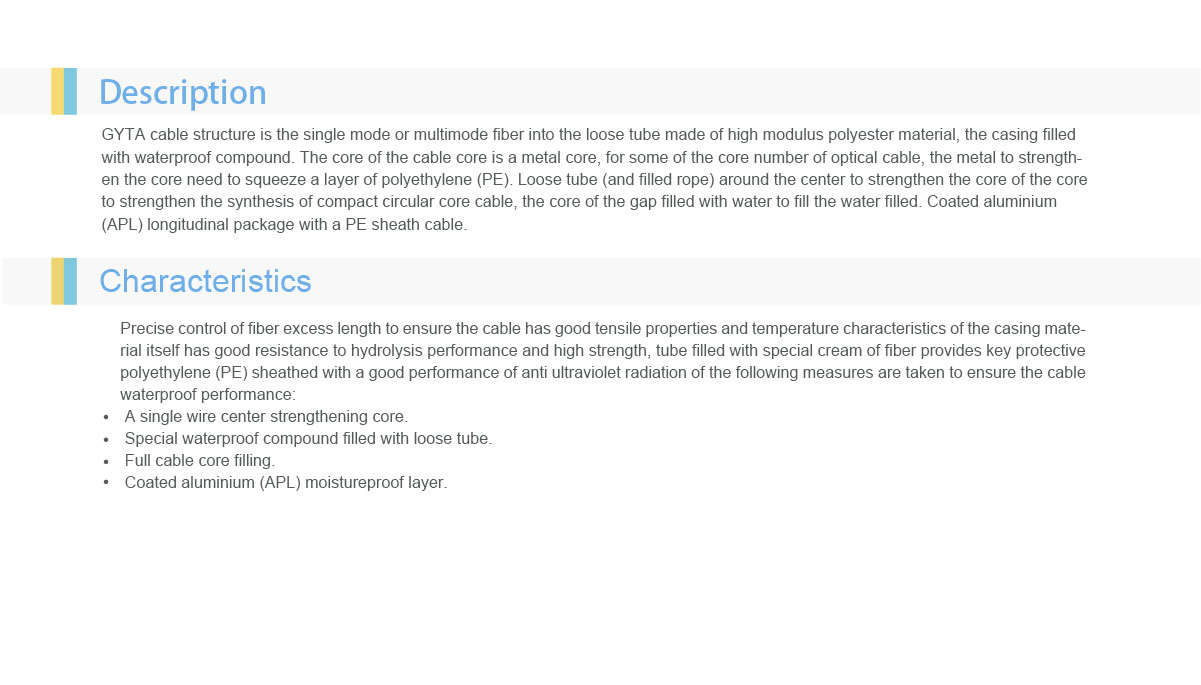 Description
GYTA cable structure is the single mode or multimode fiber into the loose tube made of high modulus polyester material, the casing filled
with waterproof compound. The core of the cable core is a metal core, for some of the core number of optical cable, the metal to strength-
en the core need to squeeze a layer of polyethylene (PE). Loose tube (and filled rope) around the center to strengthen the core of the core
to strengthen the synthesis of compact circular core cable, the core of the gap filled with water to fill the water filled. Coated aluminium
(APL) longitudinal package with a PE sheath cable.
Characteristics
Precise control of fiber excess length to ensure the cable has good tensile properties and temperature characteristics of the casing mate-
rial itself has good resistance to hydrolysis performance and high strength, tube filled with special cream of fiber provides key protective
polyethylene (PE) sheathed with a good performance of anti ultraviolet radiation of the following measures are taken to ensure the cable
waterproof performance:
• A single wire center strengthening core.
• Special waterproof compound filled with loose tube.
• Full cable core filling.
• Coated aluminium (APL) moistureproof layer.